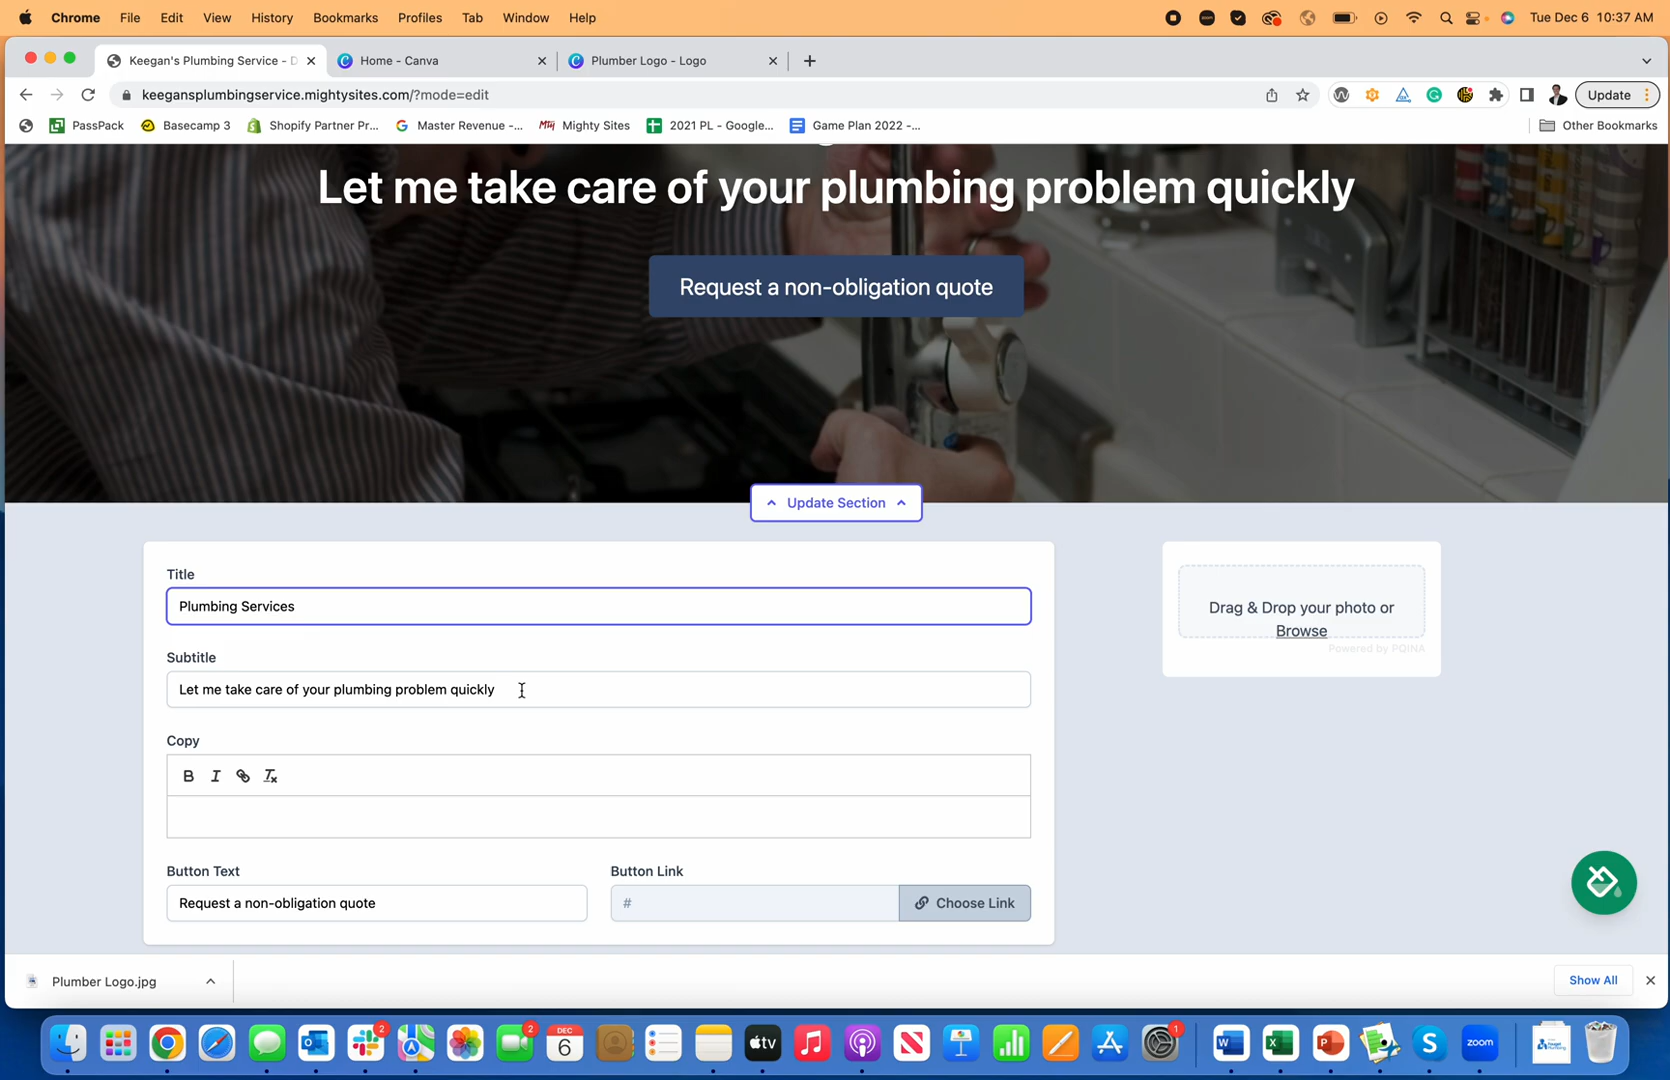 Chrome File Edit View History Bookmarks Profiles Tab Window Help
Tue Dec 6 10:37 AM
Keegan's Plumbing Service - D
Home - Canva
Plumber Logo - Logo
keegansplumbingservice.mightysites.com/?mode=edit
Update
PassPack
Basecamp 3
Shopify Partner Pr...
Master Revenue -...
Mighty Sites
2021 PL - Google...
Game Plan 2022 -...
Other Bookmarks
Let me take care of your plumbing problem quickly
Request a non-obligation quote
Update Section
Title
Plumbing Services
Subtitle
Let me take care of your plumbing problem quickly
Copy
B I
Button Text
Request a non-obligation quote
Button Link
#
Choose Link
Drag & Drop your photo or
Browse
Powered by PQINA
Plumber Logo.jpg
Show All
2
2
DEC
6
tv
1
W
X
P
S
zoom